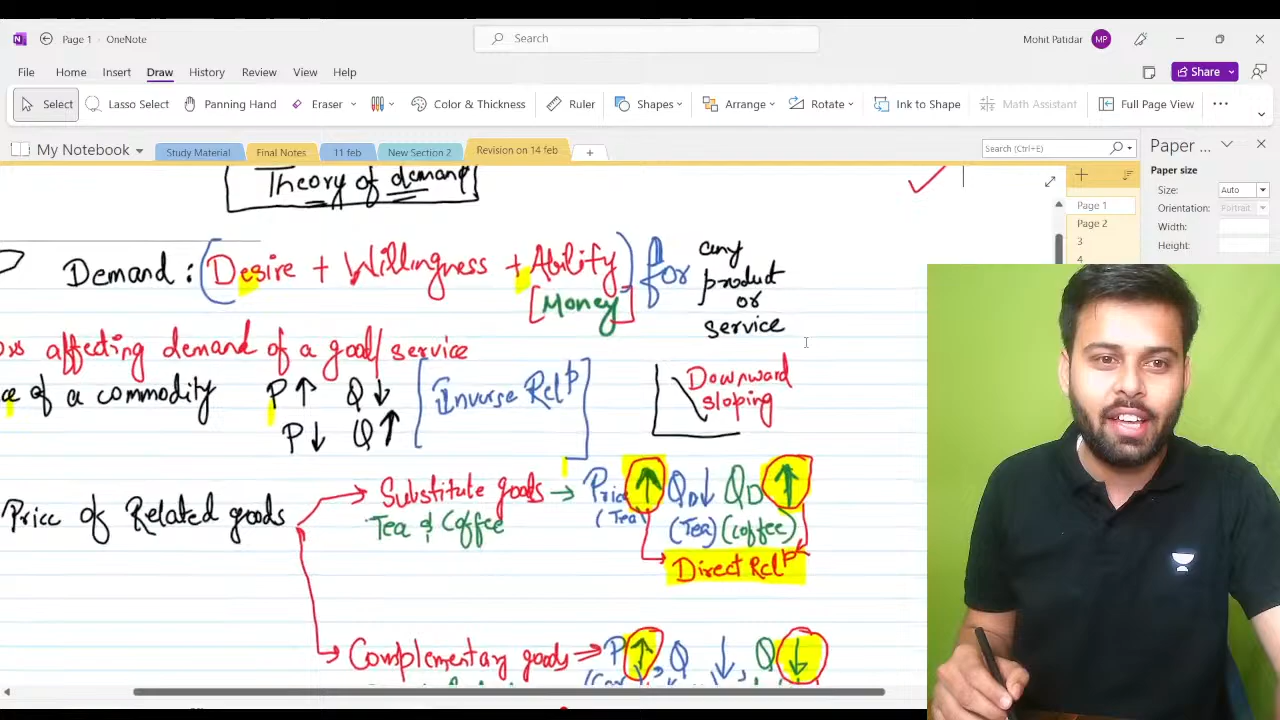 Page 1 - OneNote
Search
Mohit Patidar
MP
File Home Insert Draw History Review View Help
Share
Select Lasso Select Panning Hand Eraser Color & Thickness Ruler Shapes Arrange Rotate Ink to Shape Math Assistant Full Page View
My Notebook Study Material Final Notes 11 feb New Section 2 Revision on 14 feb
Search (Ctrl+E)
Paper ...
Paper size
Size: Auto
Orientation: Portrait
Width:
Height:
Page 1
Page 2
3
4
Theory of demand
Demand : (Desire + Willingness + Ability) for any product or service
[Money]
affecting demand of a good/service
of a commodity P↑ Q↓ [Inverse Relp]
P↓ Q↑
Downward
sloping
Price of Related goods
Substitute goods → Price ↑ QD↓ QD ↑
Tea & Coffee (Tea) (Tea) (coffee)
Direct Relp
Complementary goods → P↑, Q ↓, Q ↓